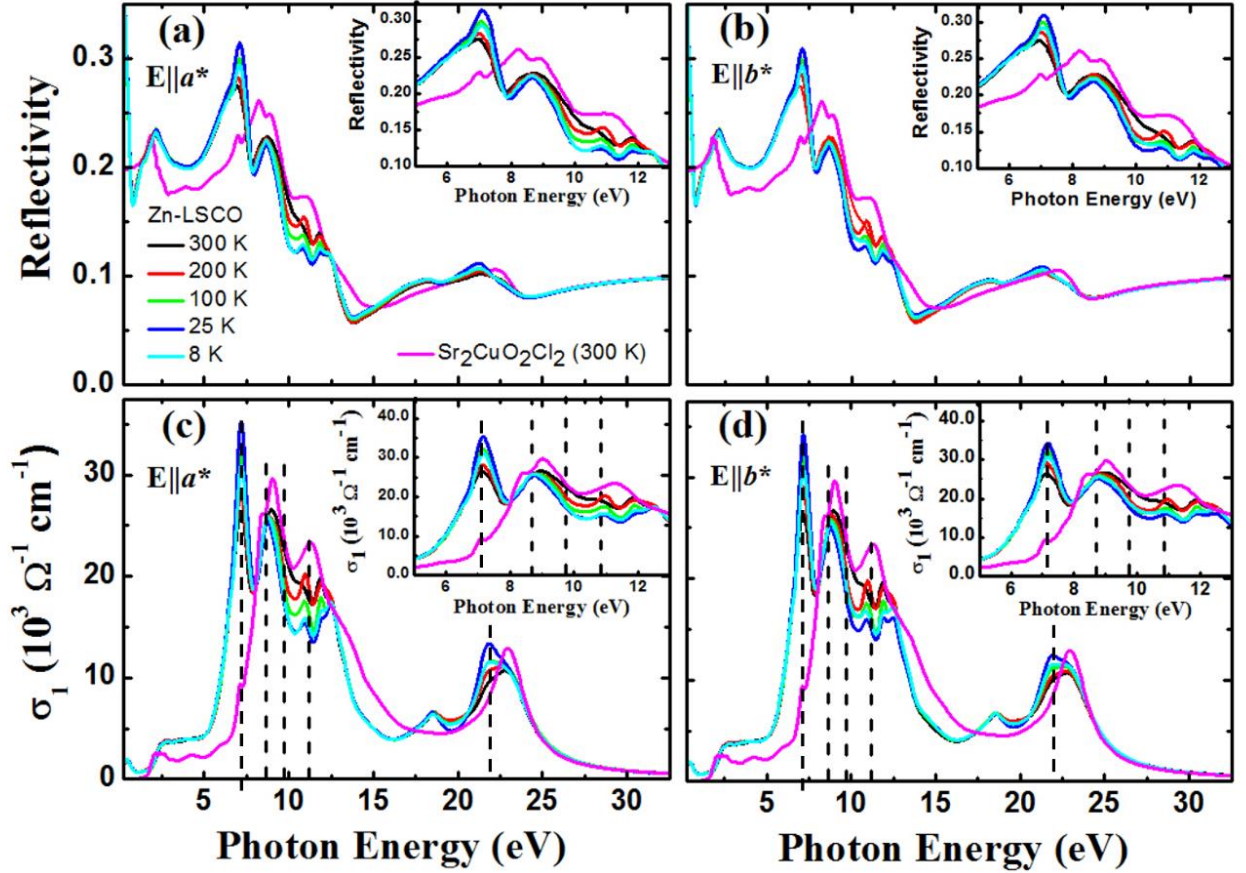 (a)
E||a*
Reflectivity
0.3
0.2
0.1
0.0
Zn-LSCO
300 K
200 K
100 K
25 K
8 K
Sr2CuO2Cl2 (300 K)
Reflectivity
0.30
0.25
0.20
0.15
0.10
6 8 10 12
Photon Energy (eV)
(b)
E||b*
Reflectivity
0.30
0.25
0.20
0.15
0.10
6 8 10 12
Photon Energy (eV)
(c)
E||a*
σ1 (10³ Ω⁻¹ cm⁻¹)
30
20
10
0
5 10 15 20 25 30
Photon Energy (eV)
σ1 (10³ Ω⁻¹ cm⁻¹)
40.0
30.0
20.0
10.0
0.0
6 8 10 12
Photon Energy (eV)
(d)
E||b*
5 10 15 20 25 30
Photon Energy (eV)
σ1 (10³ Ω⁻¹ cm⁻¹)
40.0
30.0
20.0
10.0
0.0
6 8 10 12
Photon Energy (eV)